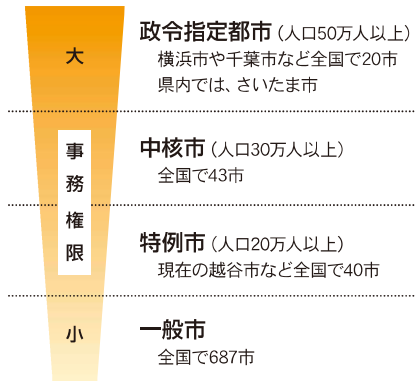 大
事務権限
小
政令指定都市（人口50万人以上）
横浜市や千葉市など全国で20市
県内では、さいたま市
中核市（人口30万人以上）
全国で43市
特例市（人口20万人以上）
現在の越谷市など全国で40市
一般市
全国で687市